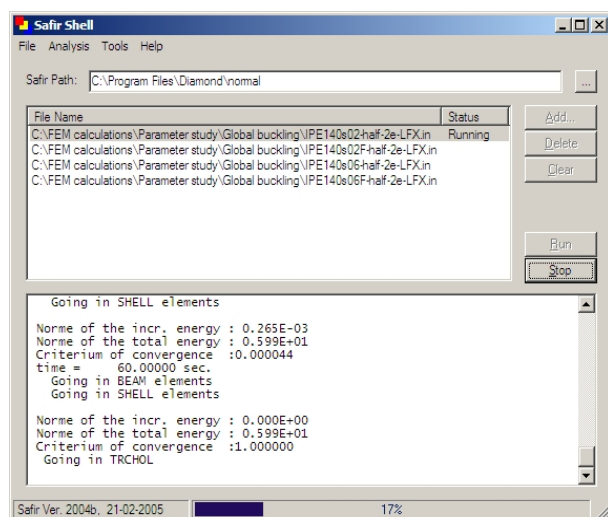 Safir Shell
File Analysis Tools Help
Safir Path: C:\Program Files\Diamond\normal ...
File Name Status
C:\FEM calculations\Parameter study\Global buckling\IPE140s02-half-2e-LFX.in Running
C:\FEM calculations\Parameter study\Global buckling\IPE140s02F-half-2e-LFX.in
C:\FEM calculations\Parameter study\Global buckling\IPE140s06-half-2e-LFX.in
C:\FEM calculations\Parameter study\Global buckling\IPE140s06F-half-2e-LFX.in
Add...
Delete
Clear
Run
Stop
Going in SHELL elements
Norme of the incr. energy : 0.265E-03
Norme of the total energy : 0.599E+01
Criterium of convergence :0.000044
time = 60.00000 sec.
Going in BEAM elements
Going in SHELL elements
Norme of the incr. energy : 0.000E+00
Norme of the total energy : 0.599E+01
Criterium of convergence :1.000000
Going in TRCHOL
Safir Ver. 2004b, 21-02-2005 17%